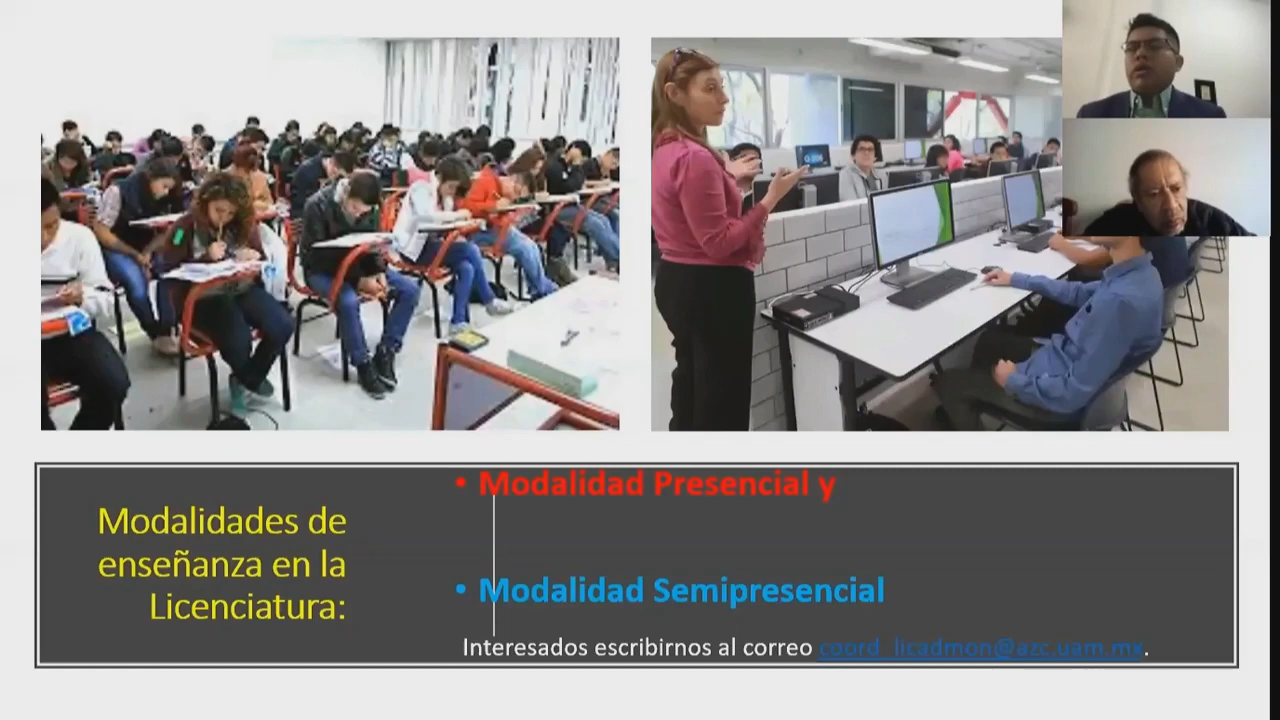 Modalidades de
enseñanza en la
Licenciatura:
• Modalidad Presencial y
• Modalidad Semipresencial
Interesados escribirnos al correo coord_licadmon@azc.uam.mx.